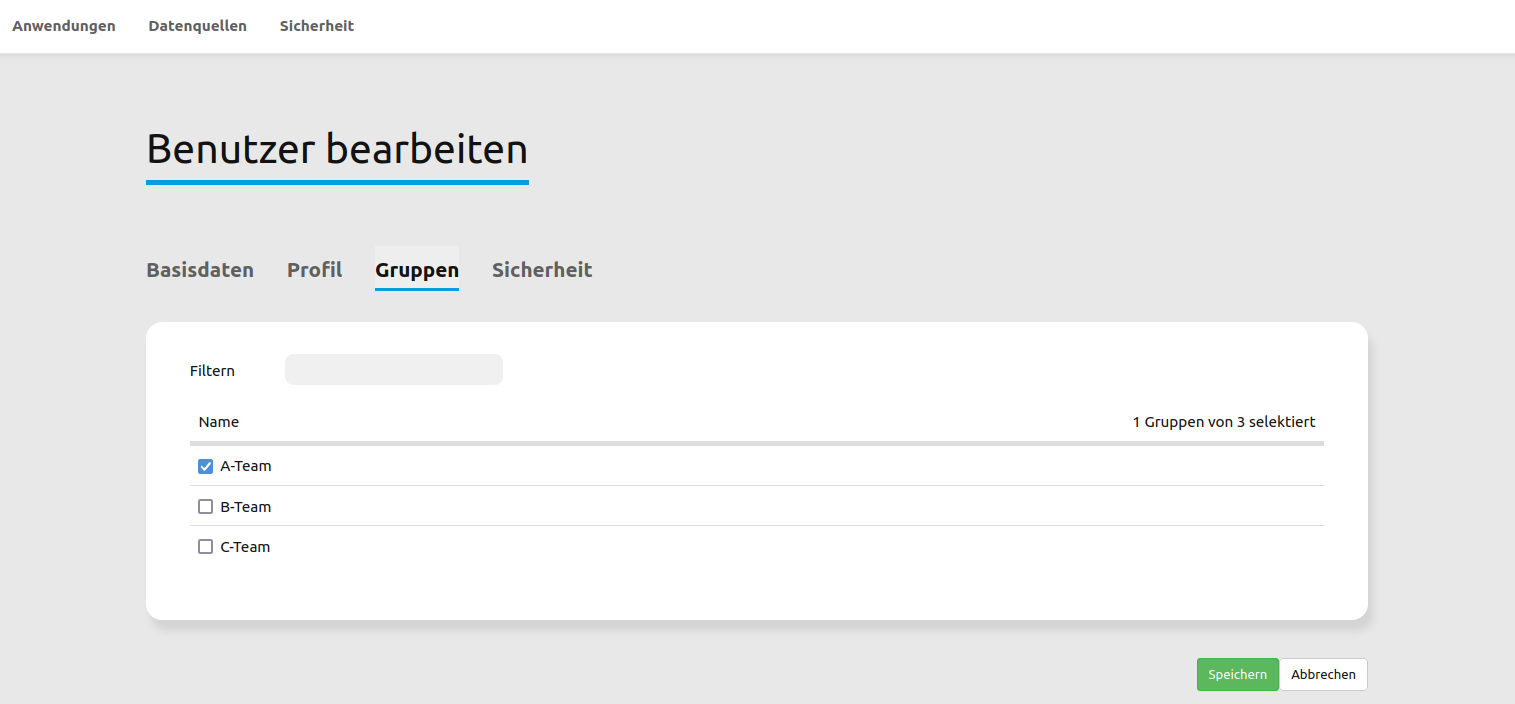 Anwendungen Datenquellen Sicherheit
Benutzer bearbeiten
Basisdaten Profil Gruppen Sicherheit
Filtern
Name 1 Gruppen von 3 selektiert
A-Team
B-Team
C-Team
Speichern Abbrechen